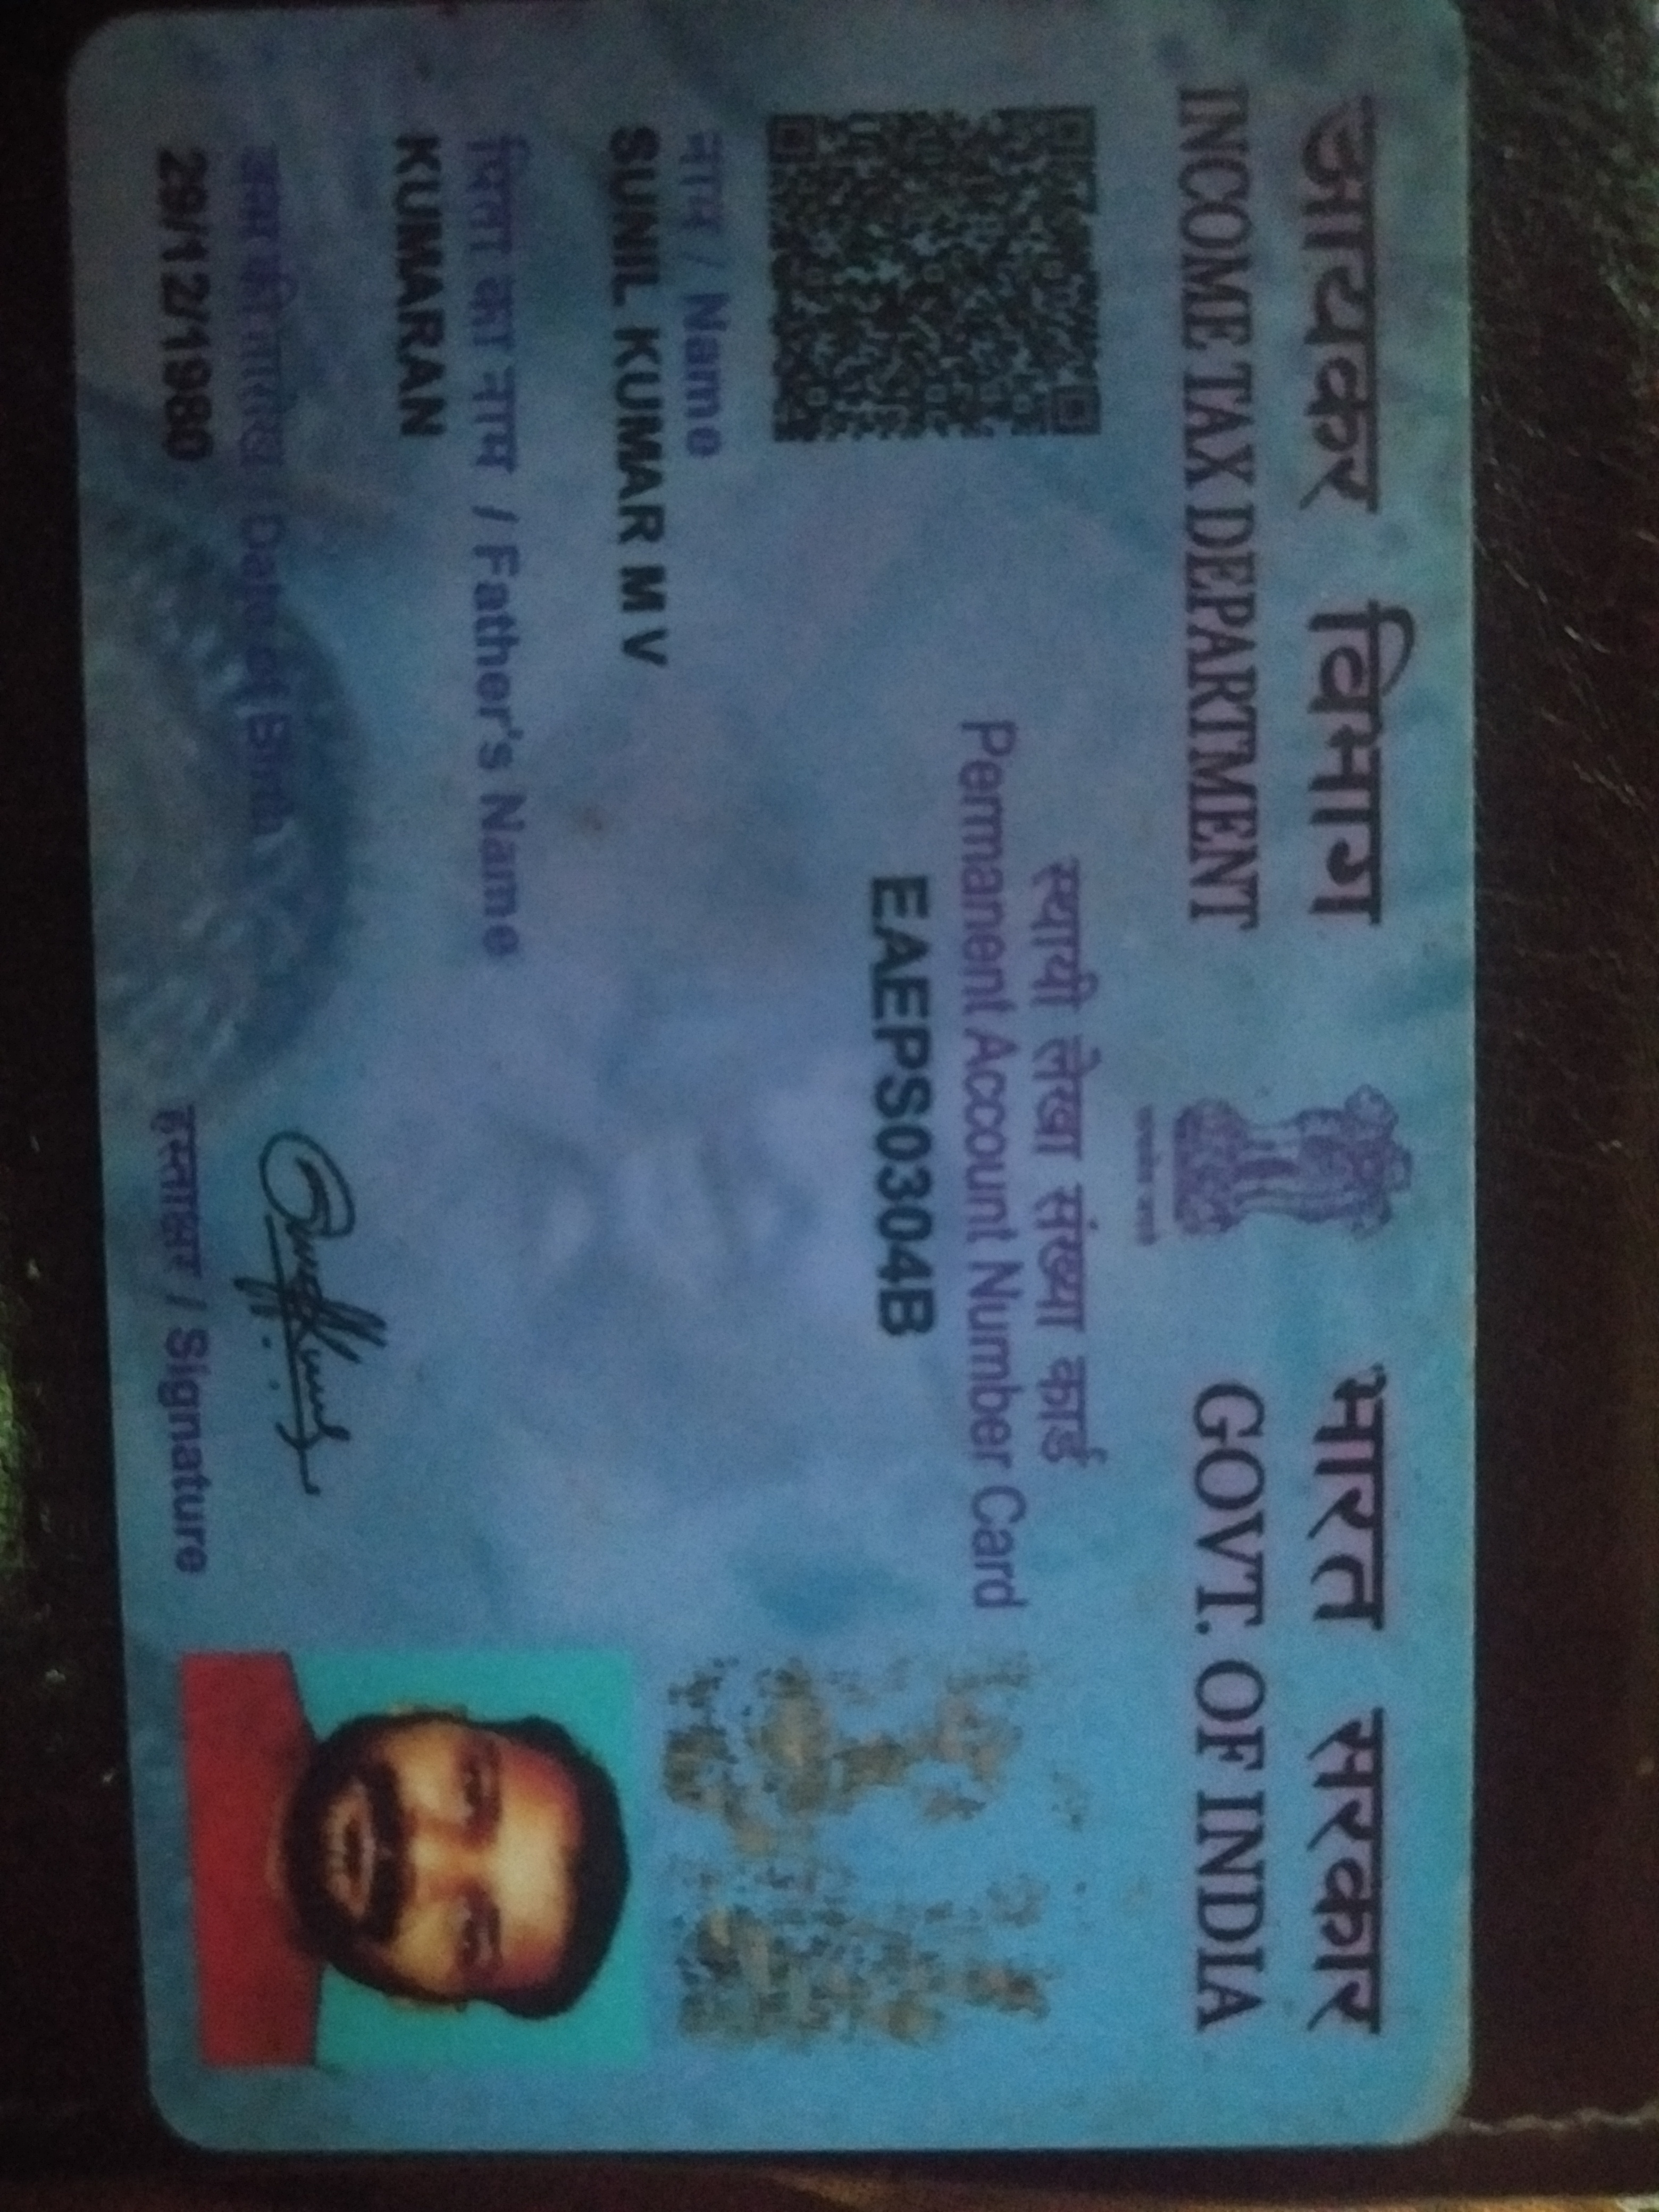 आयकर विभाग
INCOME TAX DEPARTMENT
भारत सरकार
GOVT. OF INDIA
स्थायी लेखा संख्या कार्ड
Permanent Account Number Card
EAEPS0304B
नाम / Name
SUNIL KUMAR M V
पिता का नाम / Father's Name
KUMARAN
जन्म की तारीख / Date of Birth
29/12/1980
हस्ताक्षर / Signature